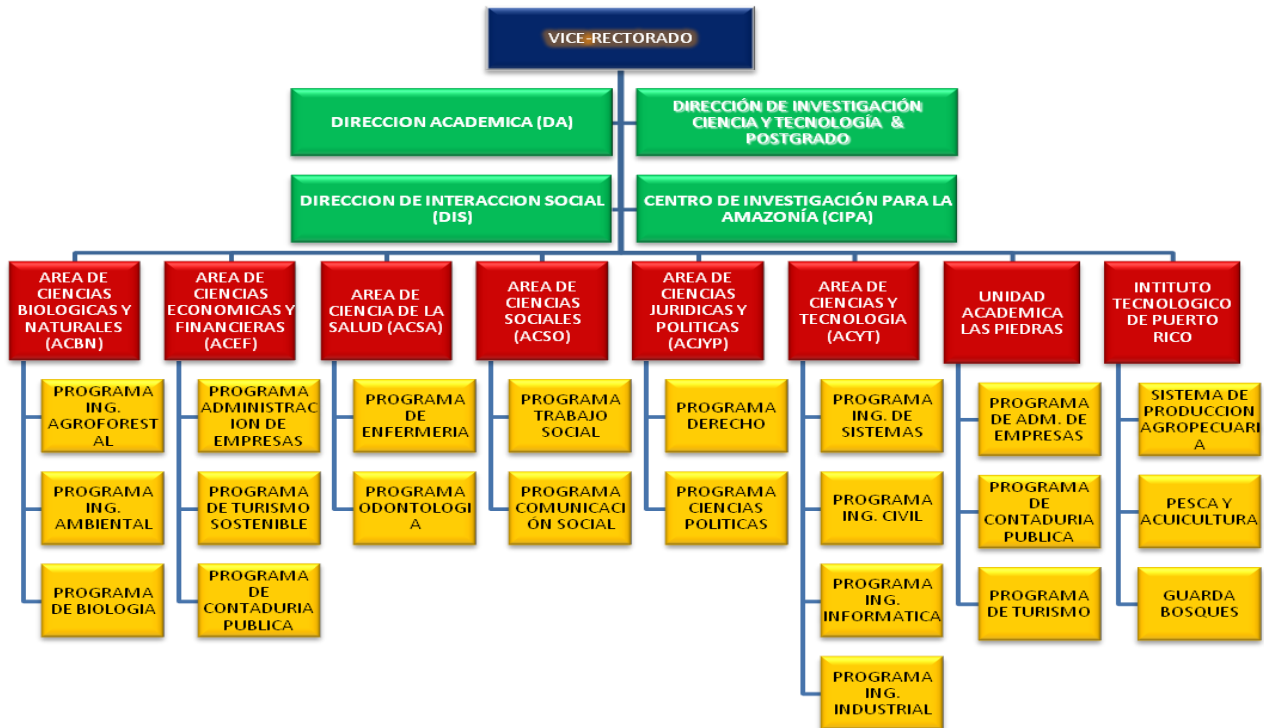 VICE-RECTORADO
DIRECCION ACADEMICA (DA)
DIRECCIÓN DE INVESTIGACIÓN
CIENCIA Y TECNOLOGÍA &
POSTGRADO
DIRECCION DE INTERACCION SOCIAL
(DIS)
CENTRO DE INVESTIGACIÓN PARA LA
AMAZONÍA (CIPA)
AREA DE
CIENCIAS
BIOLOGICAS Y
NATURALES
(ACBN)
AREA DE
CIENCIAS
ECONOMICAS Y
FINANCIERAS
(ACEF)
AREA DE
CIENCIA DE LA
SALUD (ACSA)
AREA DE
CIENCIAS
SOCIALES
(ACSO)
AREA DE
CIENCIAS
JURIDICAS Y
POLITICAS
(ACJYP)
AREA DE
CIENCIAS Y
TECNOLOGIA
(ACYT)
UNIDAD
ACADEMICA
LAS PIEDRAS
INTITUTO
TECNOLOGICO
DE PUERTO
RICO
PROGRAMA
ING.
AGROFOREST
AL
PROGRAMA
ING.
AMBIENTAL
PROGRAMA
DE BIOLOGIA
PROGRAMA
ADMINISTRAC
ION DE
EMPRESAS
PROGRAMA
DE TURISMO
SOSTENIBLE
PROGRAMA
DE
CONTADURIA
PUBLICA
PROGRAMA
DE
ENFERMERIA
PROGRAMA
ODONTOLOGI
A
PROGRAMA
TRABAJO
SOCIAL
PROGRAMA
COMUNICACI
ÓN SOCIAL
PROGRAMA
DERECHO
PROGRAMA
CIENCIAS
POLITICAS
PROGRAMA
ING. DE
SISTEMAS
PROGRAMA
ING. CIVIL
PROGRAMA
ING.
INFORMATICA
PROGRAMA
ING.
INDUSTRIAL
PROGRAMA
DE ADM. DE
EMPRESAS
PROGRAMA
DE
CONTADURIA
PUBLICA
PROGRAMA
DE TURISMO
SISTEMA DE
PRODUCCION
AGROPECUARI
A
PESCA Y
ACUICULTURA
GUARDA
BOSQUES